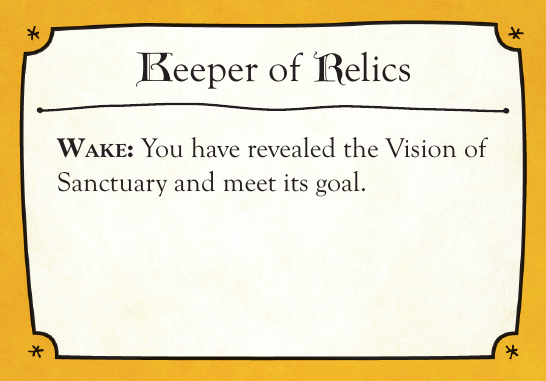 Keeper of Relics
WAKE: You have revealed the Vision of
Sanctuary and meet its goal.